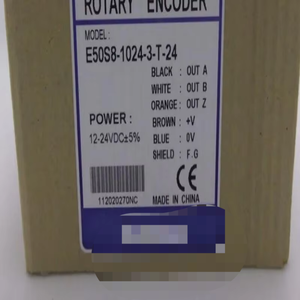 ROTARY ENCODER
MODEL :
E50S8-1024-3-T-24
BLACK : OUT A
WHITE : OUT B
ORANGE : OUT Z
POWER : BROWN : +V
12-24VDC±5% BLUE : 0V
SHIELD : F.G
CE
112020270NC MADE IN CHINA